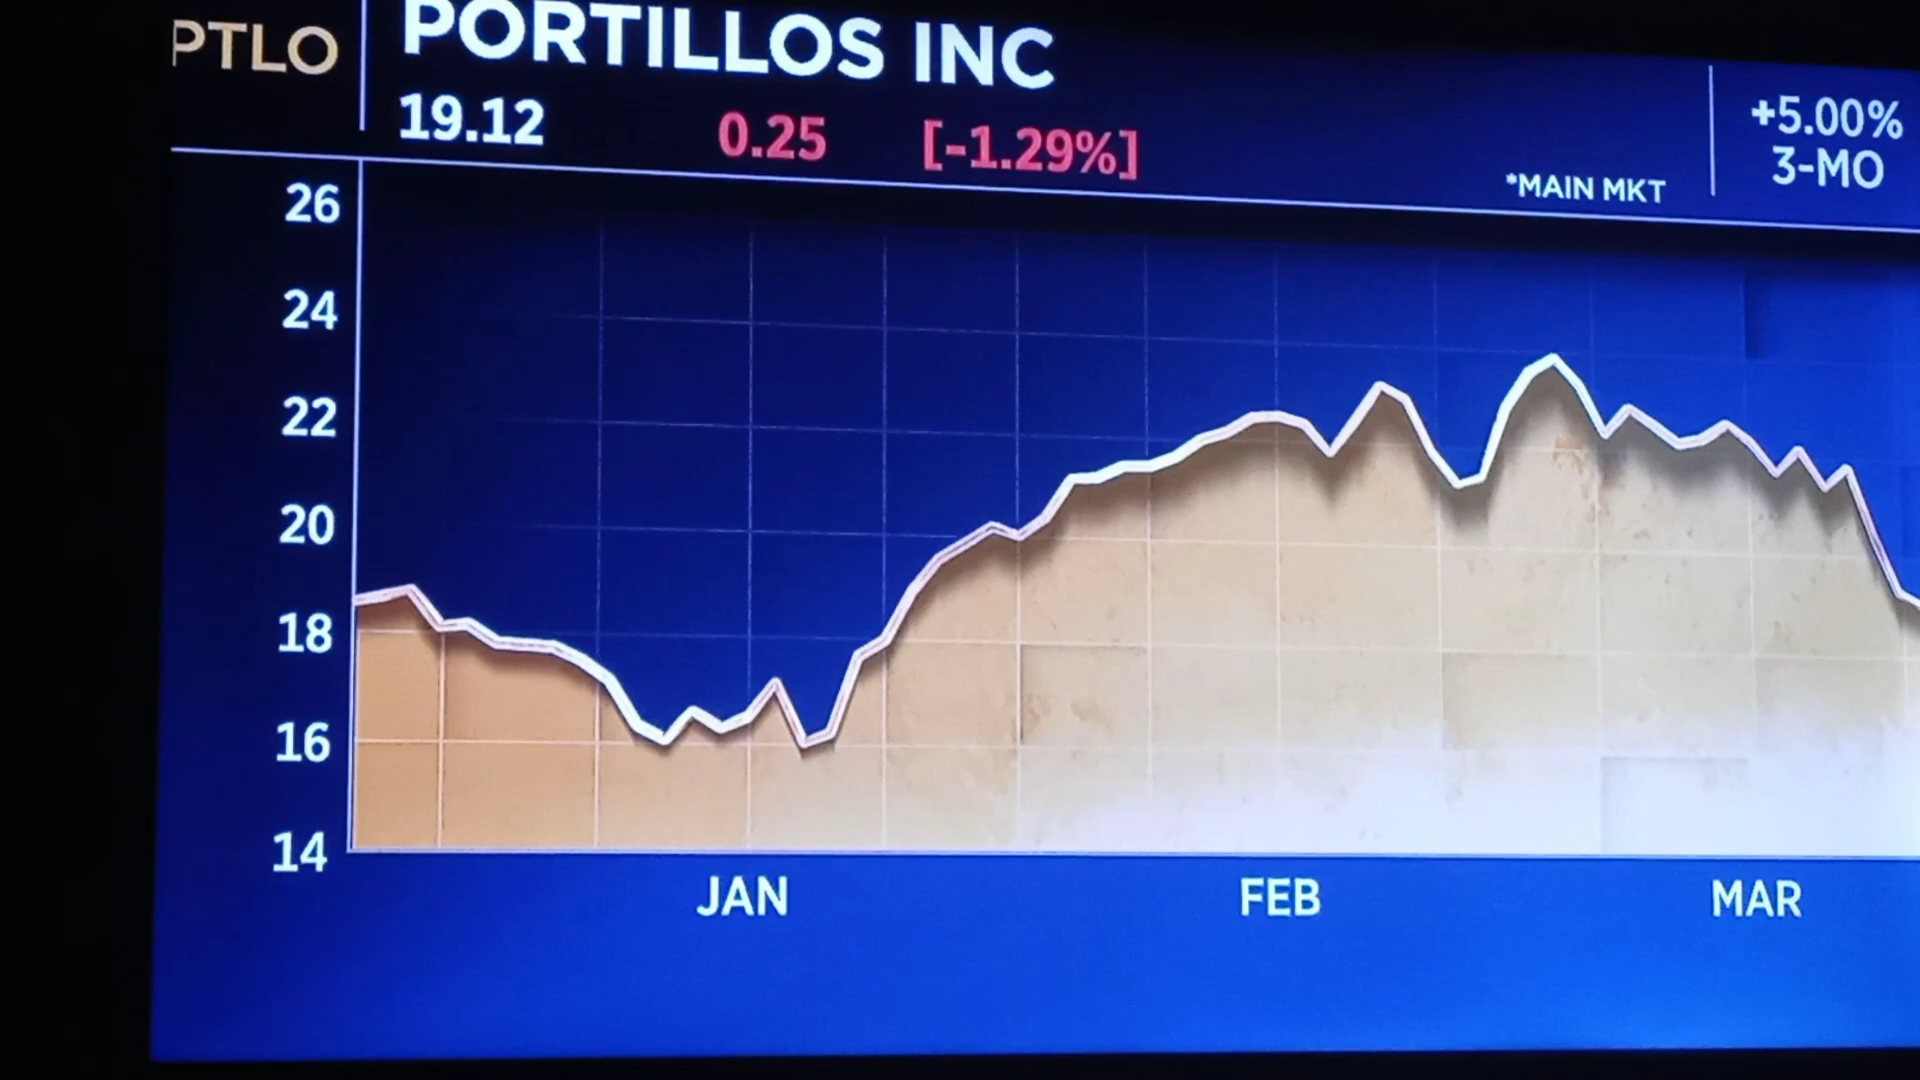 PTLO
PORTILLOS INC
19.12 0.25 [-1.29%]
*MAIN MKT
+5.00%
3-MO
26
24
22
20
18
16
14
JAN FEB MAR